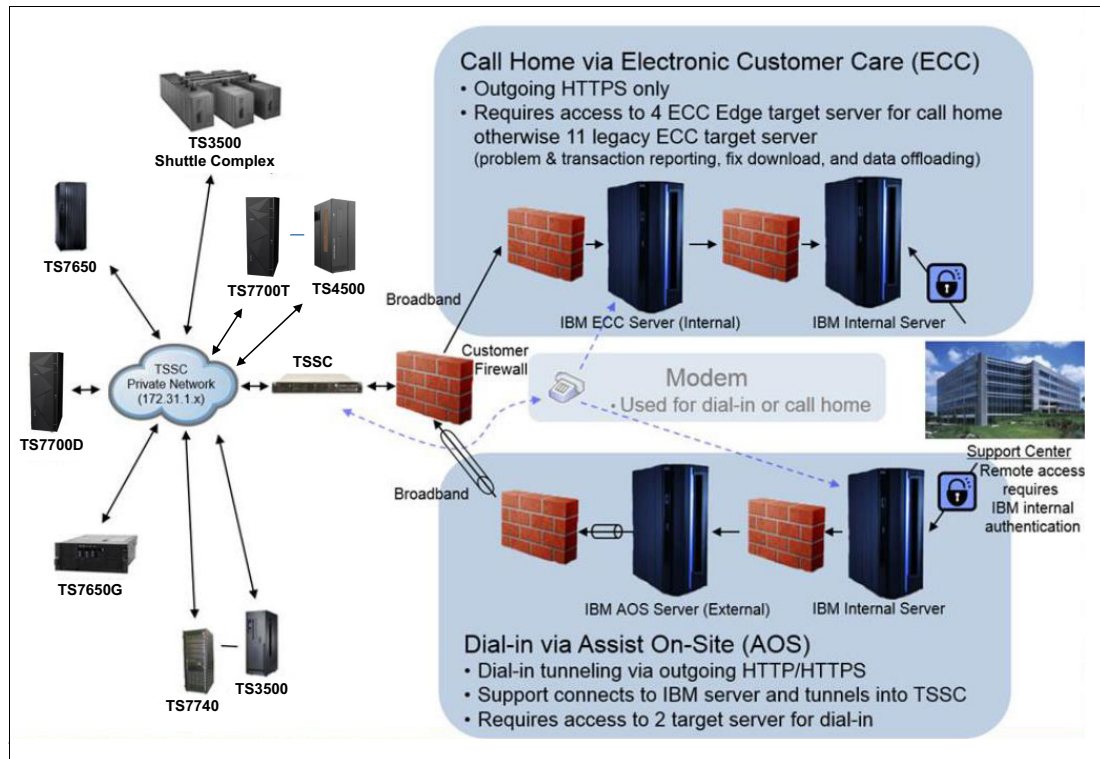 Call Home via Electronic Customer Care (ECC)
• Outgoing HTTPS only
• Requires access to 4 ECC Edge target server for call home
otherwise 11 legacy ECC target server
(problem & transaction reporting, fix download, and data offloading)
TS3500
Shuttle Complex
TS7650
TS7700T
TS4500
Broadband
IBM ECC Server (Internal)
IBM Internal Server
Customer
Firewall
TSSC
TSSC
Private Network
(172.31.1.x)
Modem
• Used for dial-in or call home
TS7700D
Support Center
Remote access
requires
IBM internal
authentication
Broadband
TS7650G
IBM AOS Server (External)
IBM Internal Server
Dial-in via Assist On-Site (AOS)
• Dial-in tunneling via outgoing HTTP/HTTPS
• Support connects to IBM server and tunnels into TSSC
• Requires access to 2 target server for dial-in
TS3500
TS7740